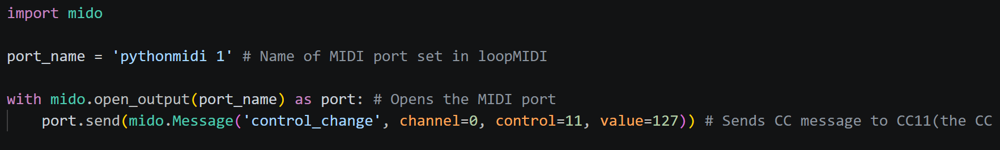 import mido
port_name = 'pythonmidi 1' # Name of MIDI port set in loopMIDI
with mido.open_output(port_name) as port: # Opens the MIDI port
    port.send(mido.Message('control_change', channel=0, control=11, value=127)) # Sends CC message to CC11(the CC